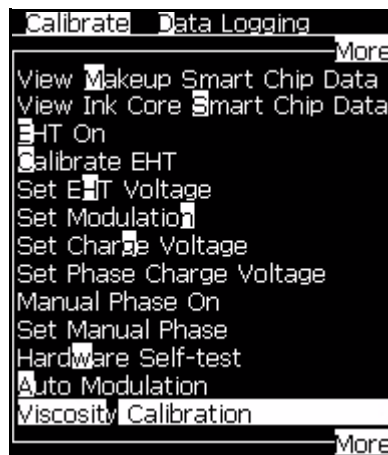 Calibrate Data Logging
More
View Makeup Smart Chip Data
View Ink Core Smart Chip Data
EHT On
Calibrate EHT
Set EHT Voltage
Set Modulation
Set Charge Voltage
Set Phase Charge Voltage
Manual Phase On
Set Manual Phase
Hardware Self-test
Auto Modulation
Viscosity Calibration
More